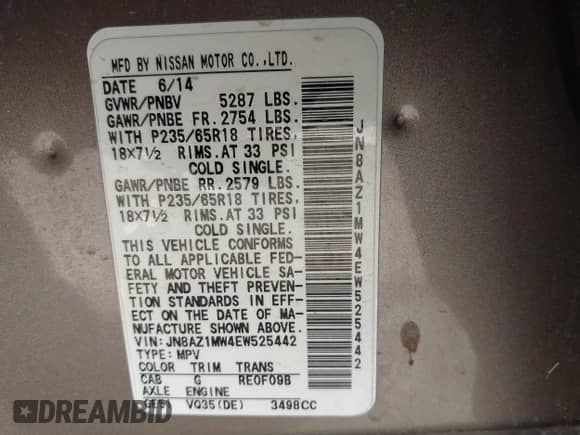 MFD BY NISSAN MOTOR CO.,LTD.
DATE 6/14
GVWR/PNBV 5287 LBS.
GAWR/PNBE FR. 2754 LBS.
WITH P235/65R18 TIRES,
18X7½ RIMS. AT 33 PSI
COLD SINGLE.
GAWR/PNBE RR. 2579 LBS.
WITH P235/65R18 TIRES,
18X7½ RIMS. AT 33 PSI
COLD SINGLE.
THIS VEHICLE CONFORMS
TO ALL APPLICABLE FED-
ERAL MOTOR VEHICLE SA-
FETY AND THEFT PREVEN-
TION STANDARDS IN EFF-
ECT ON THE DATE OF MA-
NUFACTURE SHOWN ABOVE.
VIN: JN8AZ1MW4EW525442
TYPE: MPV
COLOR TRIM TRANS
CAB G RE0F09B
AXLE ENGINE
VQ35(DE) 3498CC
JN8AZ1MW4EW525442
DREAMBID